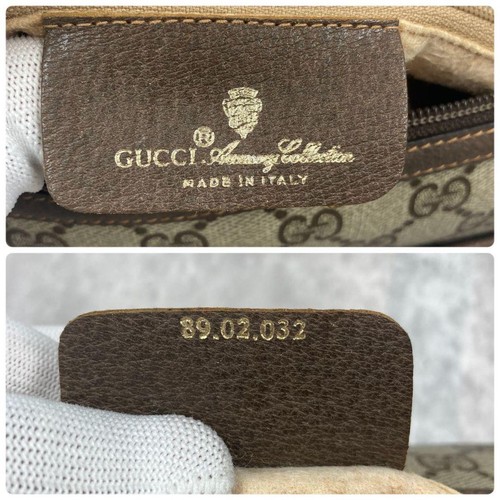 GUCCI® Accessory Collection
MADE IN ITALY
89.02.032